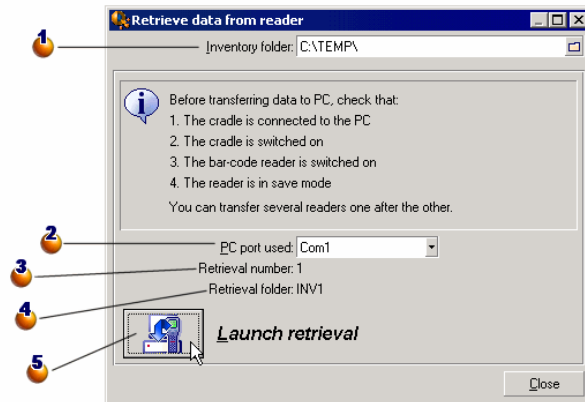 Retrieve data from reader
1
Inventory folder: C:\TEMP\
Before transferring data to PC, check that:
1. The cradle is connected to the PC
2. The cradle is switched on
3. The bar-code reader is switched on
4. The reader is in save mode
You can transfer several readers one after the other.
2
PC port used: Com1
3
Retrieval number: 1
4
Retrieval folder: INV1
5
Launch retrieval
Close